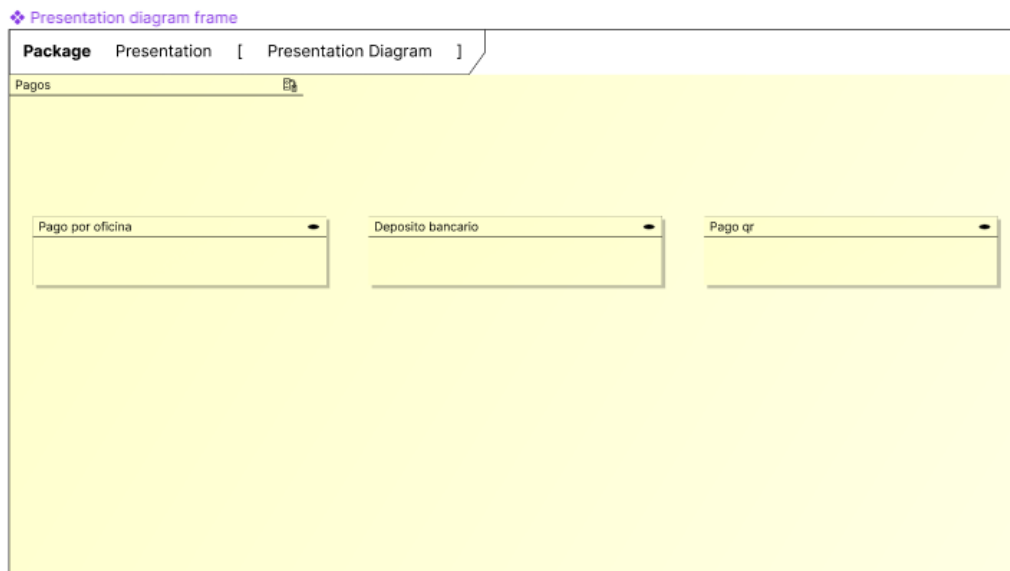 Presentation diagram frame
Package Presentation [ Presentation Diagram ]
Pagos
Pago por oficina
Deposito bancario
Pago qr